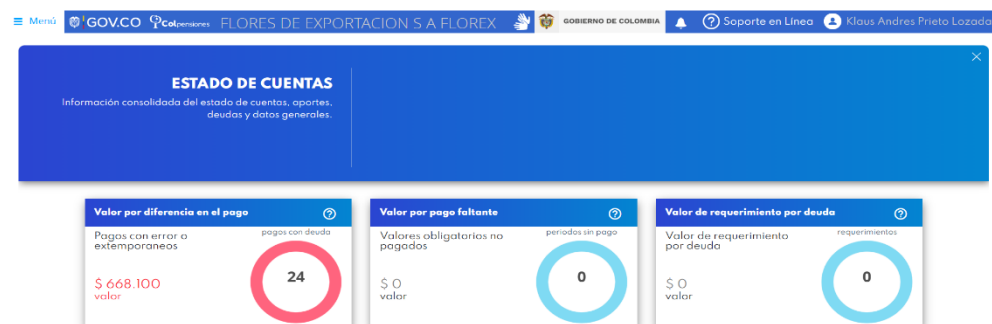 Menú GOV.CO Colpensiones FLORES DE EXPORTACION S A FLOREX GOBIERNO DE COLOMBIA Soporte en Línea Klaus Andres Prieto Lozada
ESTADO DE CUENTAS
Información consolidada del estado de cuentas, aportes,
deudas y datos generales.
Valor por diferencia en el pago
Pagos con error o
extemporaneos
pagos con deuda
24
$ 668.100
valor
Valor por pago faltante
Valores obligatorios no
pagados
periodos sin pago
0
$ 0
valor
Valor de requerimiento por deuda
Valor de requerimiento
por deuda
requerimientos
0
$ 0
valor